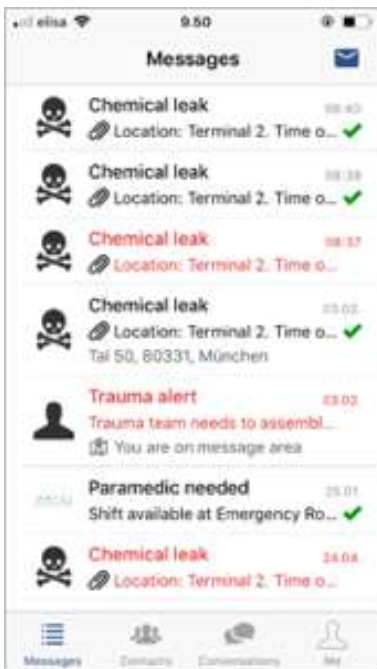 elisa
9.50
Messages
Chemical leak 08:40
Location: Terminal 2. Time o...
Chemical leak 08:38
Location: Terminal 2. Time o...
Chemical leak 08:37
Location: Terminal 2. Time o...
Chemical leak 03.02.
Location: Terminal 2. Time o...
Tal 50, 80331, München
Trauma alert 03.02.
Trauma team needs to assembl...
You are on message area
Paramedic needed
Shift available at Emergency Ro...
Chemical leak 24.04.
Location: Terminal 2. Time o...
Messages
Contacts
Conversations
Me